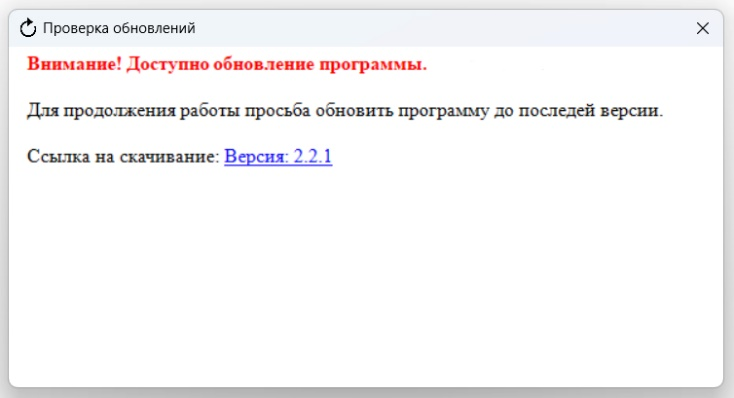 Проверка обновлений
Внимание! Доступно обновление программы.
Для продолжения работы просьба обновить программу до последей версии.
Ссылка на скачивание: Версия: 2.2.1